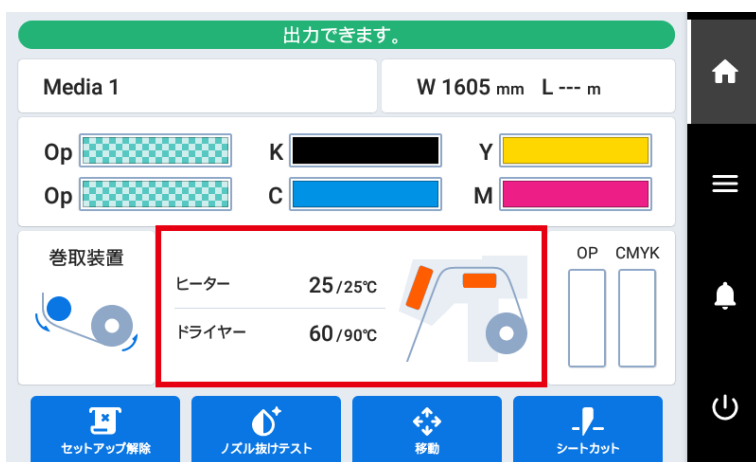 出力できます。
Media 1
W 1605 mm L --- m
Op K Y
Op C M
巻取装置
ヒーター 25/25℃
ドライヤー 60/90℃
OP CMYK
セットアップ解除
ノズル抜けテスト
移動
シートカット